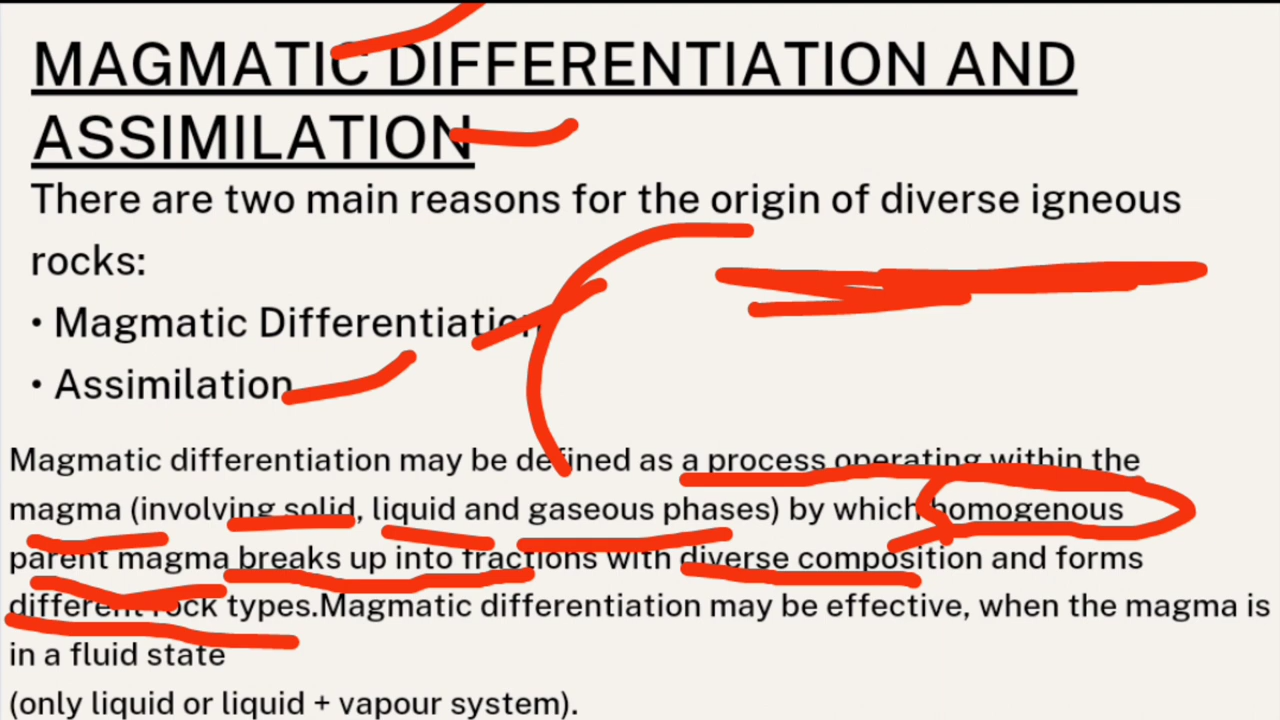 MAGMATIC DIFFERENTIATION AND
ASSIMILATION
There are two main reasons for the origin of diverse igneous
rocks:
• Magmatic Differentiation
• Assimilation
Magmatic differentiation may be defined as a process operating within the
magma (involving solid, liquid and gaseous phases) by which homogenous
parent magma breaks up into fractions with diverse composition and forms
different rock types.Magmatic differentiation may be effective, when the magma is
in a fluid state
(only liquid or liquid + vapour system).